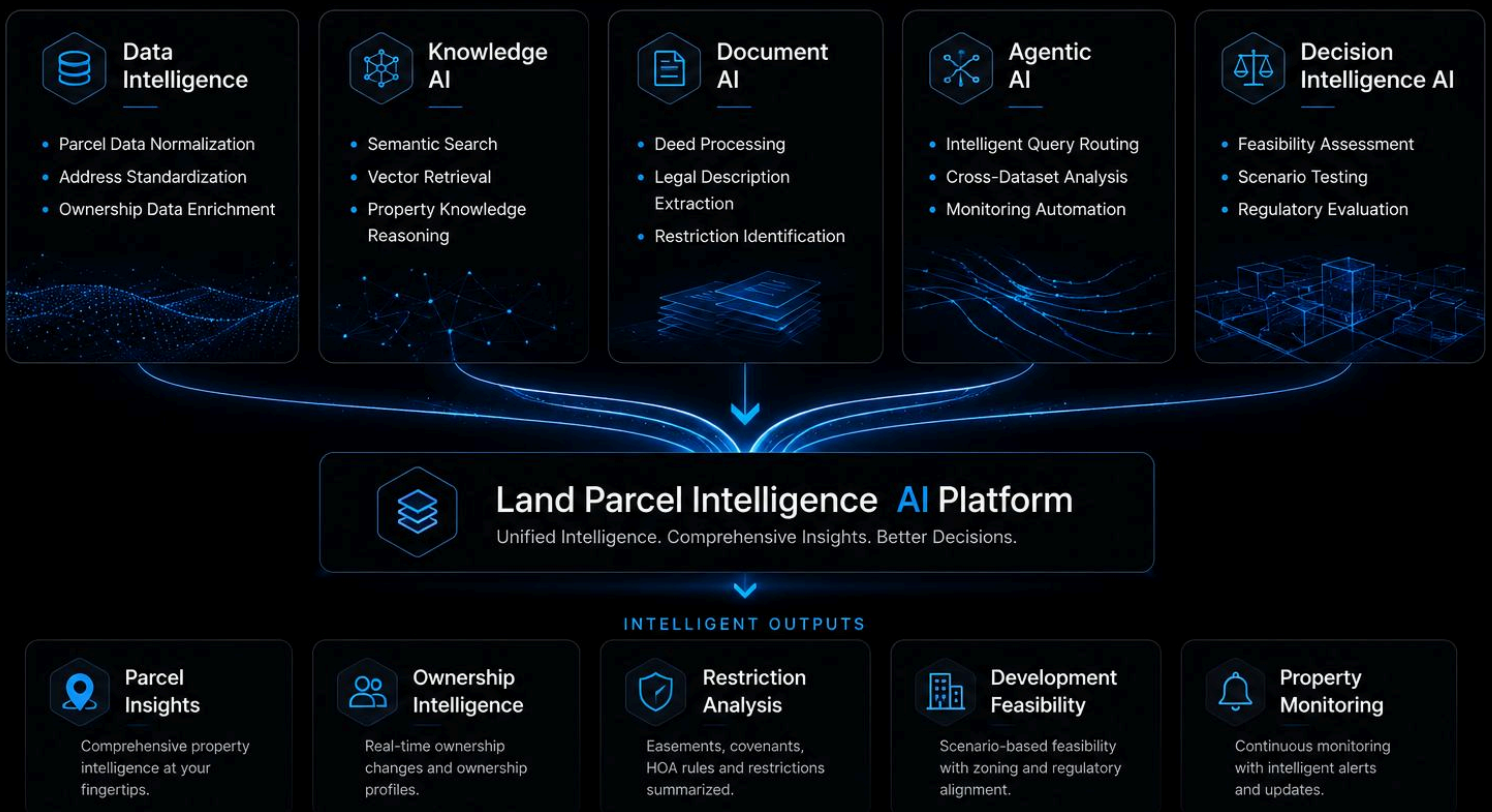 Data
Intelligence
Parcel Data Normalization
Address Standardization
Ownership Data Enrichment
Knowledge
AI
Semantic Search
Vector Retrieval
Property Knowledge
Reasoning
Document
AI
Deed Processing
Legal Description
Extraction
Restriction Identification
Agentic
AI
Intelligent Query Routing
Cross-Dataset Analysis
Monitoring Automation
Decision
Intelligence AI
Feasibility Assessment
Scenario Testing
Regulatory Evaluation
Land Parcel Intelligence AI Platform
Unified Intelligence. Comprehensive Insights. Better Decisions.
INTELLIGENT OUTPUTS
Parcel
Insights
Comprehensive property
intelligence at your
fingertips.
Ownership
Intelligence
Real-time ownership
changes and ownership
profiles.
Restriction
Analysis
Easements, covenants,
HOA rules and restrictions
summarized.
Development
Feasibility
Scenario-based feasibility
with zoning and regulatory
alignment.
Property
Monitoring
Continuous monitoring
with intelligent alerts
and updates.